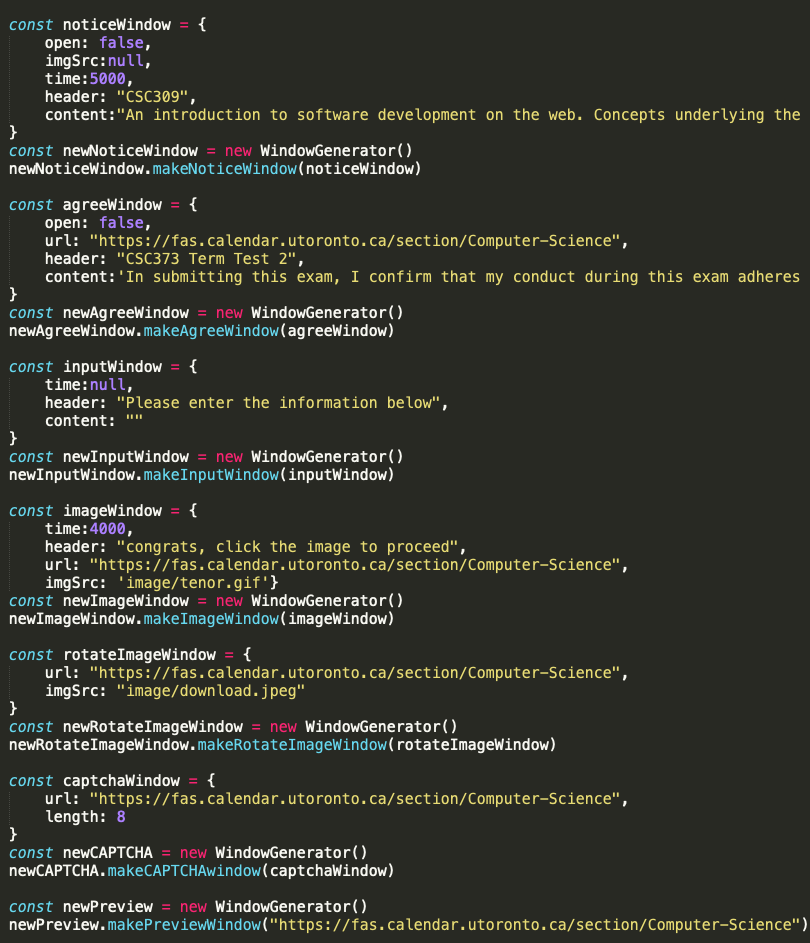 const noticeWindow = {
    open: false,
    imgSrc:null,
    time:5000,
    header: "CSC309",
    content:"An introduction to software development on the web. Concepts underlying the
}
const newNoticeWindow = new WindowGenerator()
newNoticeWindow.makeNoticeWindow(noticeWindow)

const agreeWindow = {
    open: false,
    url: "https://fas.calendar.utoronto.ca/section/Computer-Science",
    header: "CSC373 Term Test 2",
    content:'In submitting this exam, I confirm that my conduct during this exam adheres
}
const newAgreeWindow = new WindowGenerator()
newAgreeWindow.makeAgreeWindow(agreeWindow)

const inputWindow = {
    time:null,
    header: "Please enter the information below",
    content: ""
}
const newInputWindow = new WindowGenerator()
newInputWindow.makeInputWindow(inputWindow)

const imageWindow = {
    time:4000,
    header: "congrats, click the image to proceed",
    url: "https://fas.calendar.utoronto.ca/section/Computer-Science",
    imgSrc: 'image/tenor.gif'}
const newImageWindow = new WindowGenerator()
newImageWindow.makeImageWindow(imageWindow)

const rotateImageWindow = {
    url: "https://fas.calendar.utoronto.ca/section/Computer-Science",
    imgSrc: "image/download.jpeg"
}
const newRotateImageWindow = new WindowGenerator()
newRotateImageWindow.makeRotateImageWindow(rotateImageWindow)

const captchaWindow = {
    url: "https://fas.calendar.utoronto.ca/section/Computer-Science",
    length: 8
}
const newCAPTCHA = new WindowGenerator()
newCAPTCHA.makeCAPTCHAwindow(captchaWindow)

const newPreview = new WindowGenerator()
newPreview.makePreviewWindow("https://fas.calendar.utoronto.ca/section/Computer-Science")